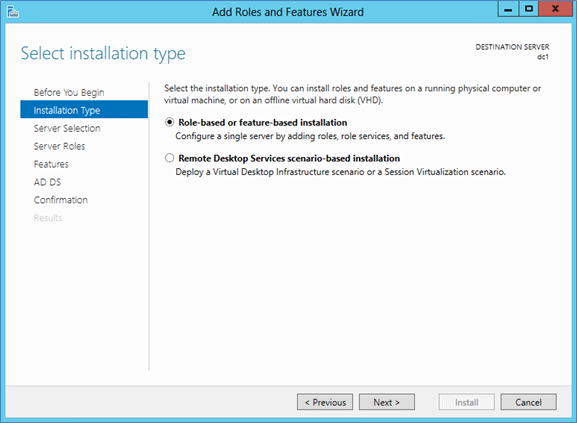 Add Roles and Features Wizard
Select installation type
DESTINATION SERVER
dc1
Before You Begin
Installation Type
Server Selection
Server Roles
Features
AD DS
Confirmation
Results
Select the installation type. You can install roles and features on a running physical computer or
virtual machine, or on an offline virtual hard disk (VHD).
Role-based or feature-based installation
Configure a single server by adding roles, role services, and features.
Remote Desktop Services scenario-based installation
Deploy a Virtual Desktop Infrastructure scenario or a Session Virtualization scenario.
< Previous
Next >
Install
Cancel